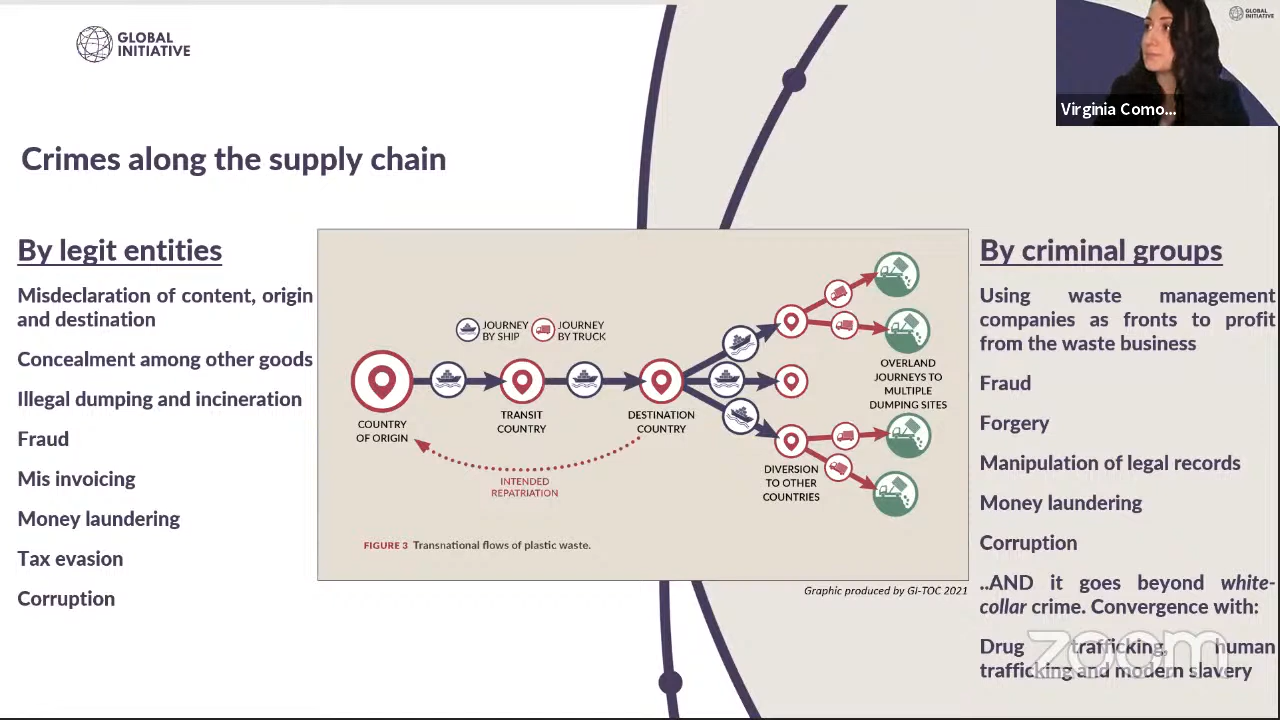 GLOBAL
INITIATIVE
GLOBAL
INITIATIVE
Virginia Como...
Crimes along the supply chain
By legit entities
Misdeclaration of content, origin
and destination
Concealment among other goods
Illegal dumping and incineration
Fraud
Mis invoicing
Money laundering
Tax evasion
Corruption
JOURNEY
BY SHIP
JOURNEY
BY TRUCK
COUNTRY
OF ORIGIN
TRANSIT
COUNTRY
DESTINATION
COUNTRY
INTENDED
REPATRIATION
DIVERSION
TO OTHER
COUNTRIES
OVERLAND
JOURNEYS TO
MULTIPLE
DUMPING SITES
FIGURE 3 Transnational flows of plastic waste.
Graphic produced by GI-TOC 2021
By criminal groups
Using waste management
companies as fronts to profit
from the waste business
Fraud
Forgery
Manipulation of legal records
Money laundering
Corruption
..AND it goes beyond white-
collar crime. Convergence with:
Drug trafficking, human
trafficking and modern slavery
zoom